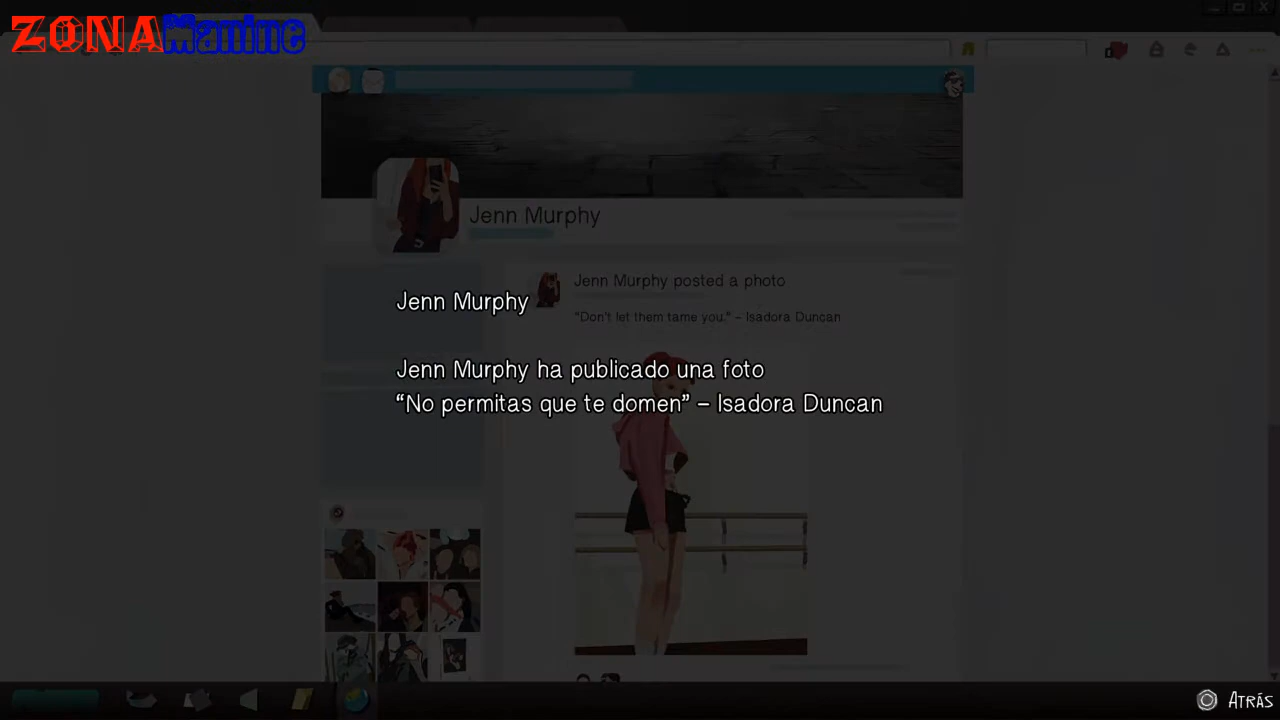 ZONAManinc
Jenn Murphy
Jenn Murphy posted a photo
"Don't let them tame you." – Isadora Duncan
Jenn Murphy
Jenn Murphy ha publicado una foto
“No permitas que te domen” – Isadora Duncan
Atrás